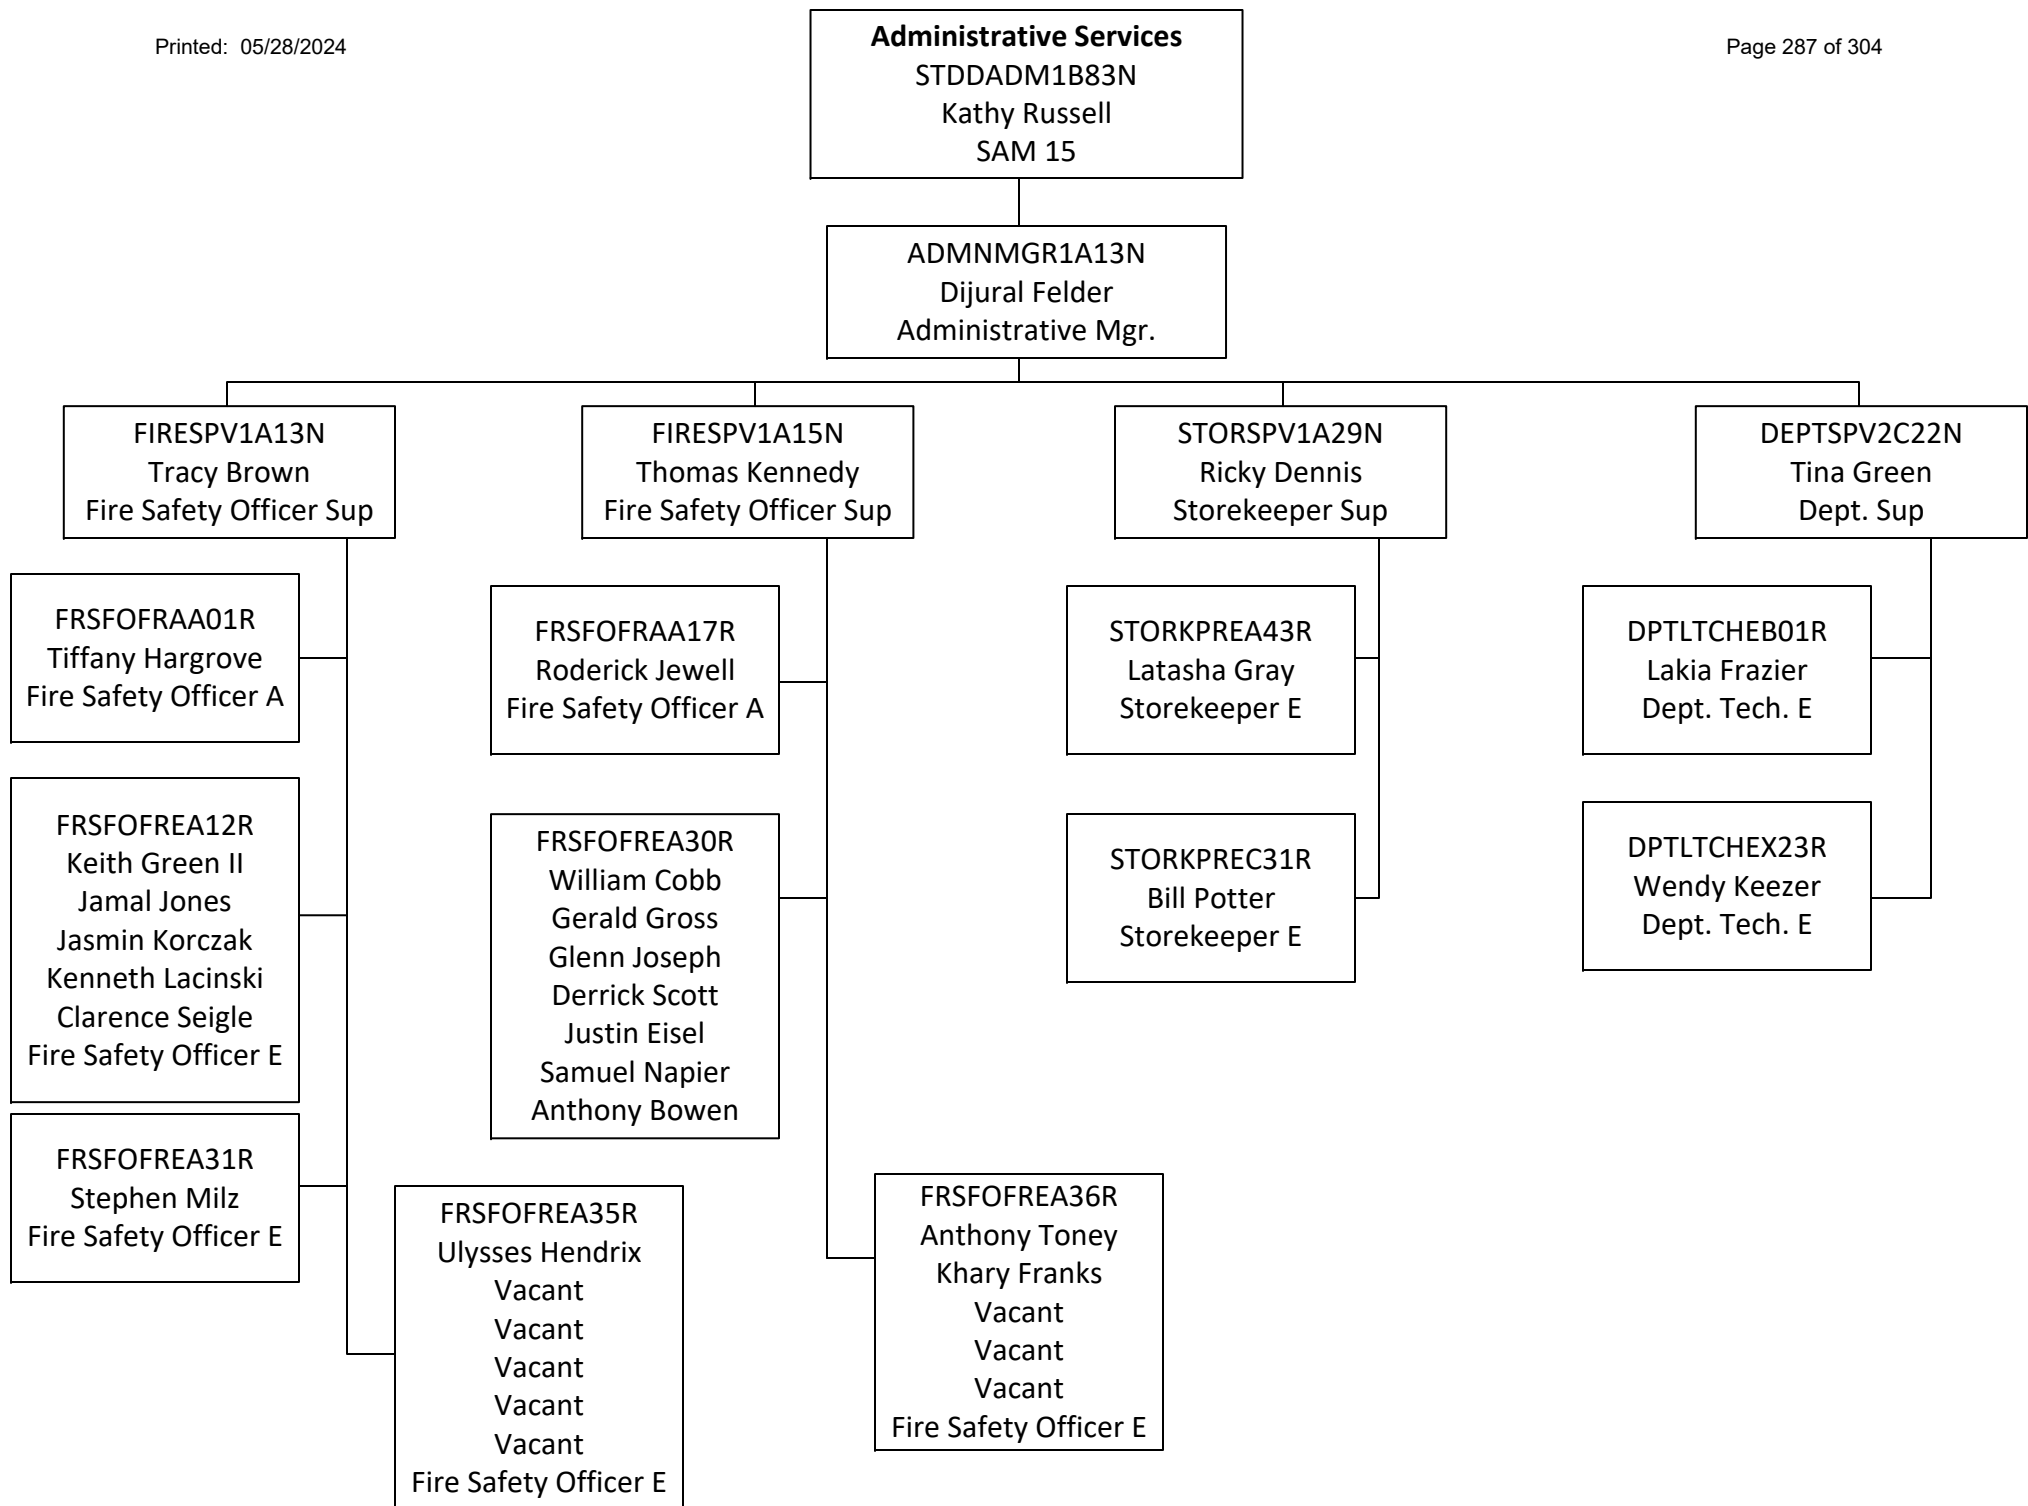 Printed: 05/28/2024
Page 287 of 304
Administrative Services
STDDADM1B83N
Kathy Russell
SAM 15
ADMNMGR1A13N
Dijural Felder
Administrative Mgr.
FIRESPV1A13N
Tracy Brown
Fire Safety Officer Sup
FIRESPV1A15N
Thomas Kennedy
Fire Safety Officer Sup
STORSPV1A29N
Ricky Dennis
Storekeeper Sup
DEPTSPV2C22N
Tina Green
Dept. Sup
FRSFOFRAA01R
Tiffany Hargrove
Fire Safety Officer A
FRSFOFRAA17R
Roderick Jewell
Fire Safety Officer A
STORKPREA43R
Latasha Gray
Storekeeper E
DPTLTCHEB01R
Lakia Frazier
Dept. Tech. E
FRSFOFREA12R
Keith Green II
Jamal Jones
Jasmin Korczak
Kenneth Lacinski
Clarence Seigle
Fire Safety Officer E
FRSFOFREA30R
William Cobb
Gerald Gross
Glenn Joseph
Derrick Scott
Justin Eisel
Samuel Napier
Anthony Bowen
STORKPREC31R
Bill Potter
Storekeeper E
DPTLTCHEX23R
Wendy Keezer
Dept. Tech. E
FRSFOFREA31R
Stephen Milz
Fire Safety Officer E
FRSFOFREA35R
Ulysses Hendrix
Vacant
Vacant
Vacant
Vacant
Vacant
Fire Safety Officer E
FRSFOFREA36R
Anthony Toney
Khary Franks
Vacant
Vacant
Vacant
Fire Safety Officer E